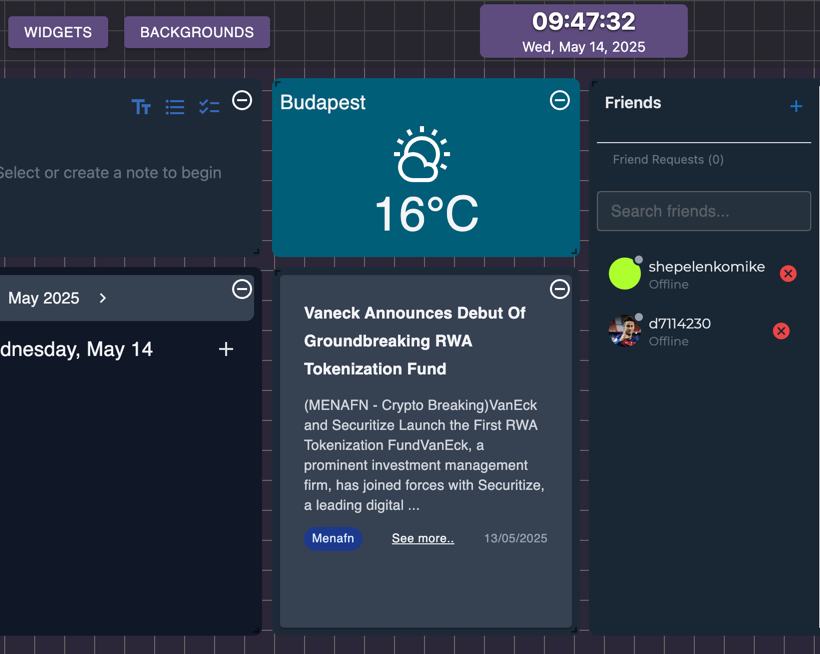 WIDGETS
BACKGROUNDS
09:47:32
Wed, May 14, 2025
Select or create a note to begin
Budapest
16°C
Friends
Friend Requests (0)
Search friends...
shepelenkomike
Offline
d7114230
Offline
May 2025
dnesday, May 14
Vaneck Announces Debut Of
Groundbreaking RWA
Tokenization Fund
(MENAFN - Crypto Breaking)VanEck
and Securitize Launch the First RWA
Tokenization FundVanEck, a
prominent investment management
firm, has joined forces with Securitize,
a leading digital ...
Menafn
See more..
13/05/2025